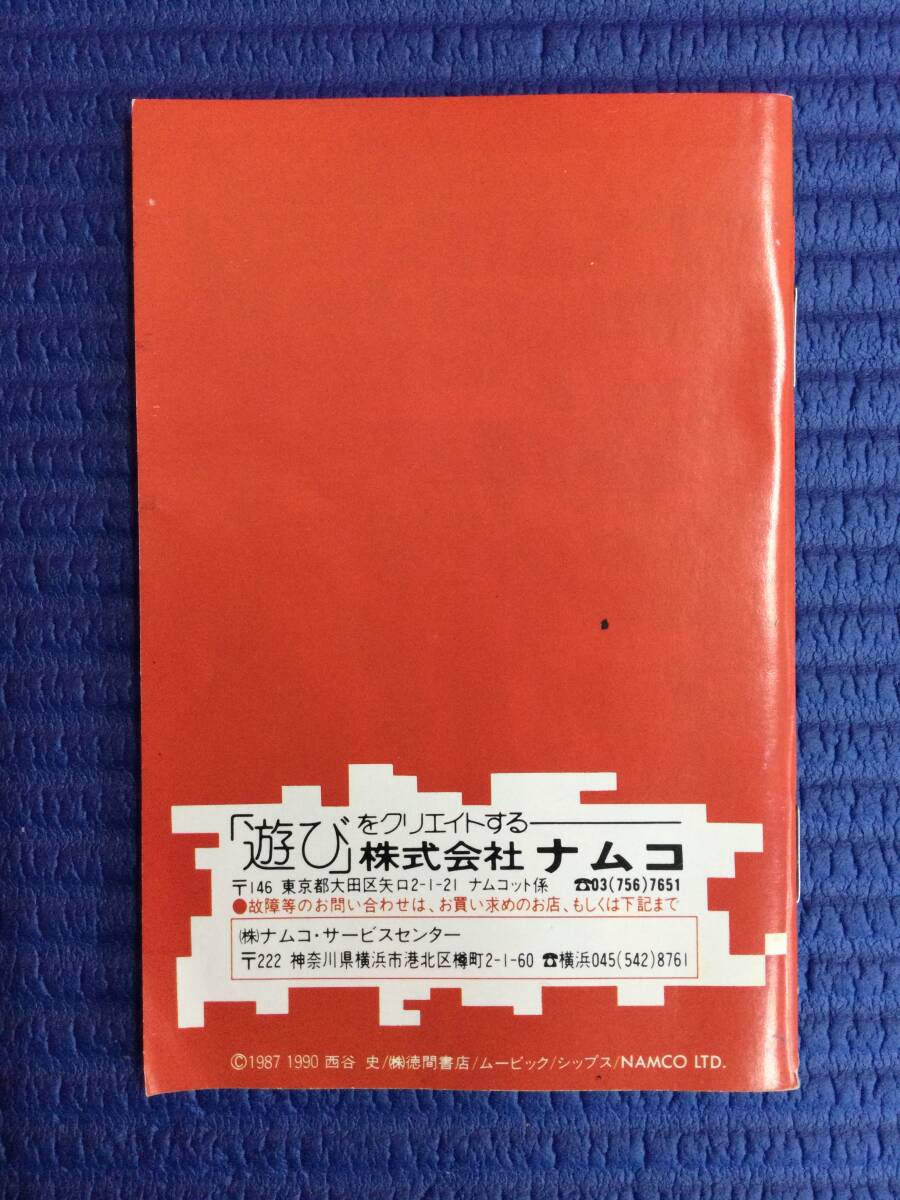 「遊び」をクリエイトする――
株式会社 ナムコ
〒146 東京都大田区矢口2-1-21 ナムコット係 ☎03(756)7651
●故障等のお問い合わせは、お買い求めのお店、もしくは下記まで
㈱ナムコ・サービスセンター
〒222 神奈川県横浜市港北区樽町2-1-60 ☎横浜045(542)8761
©1987 1990 西谷 史/㈱徳間書店/ムービック/シップス/NAMCO LTD.